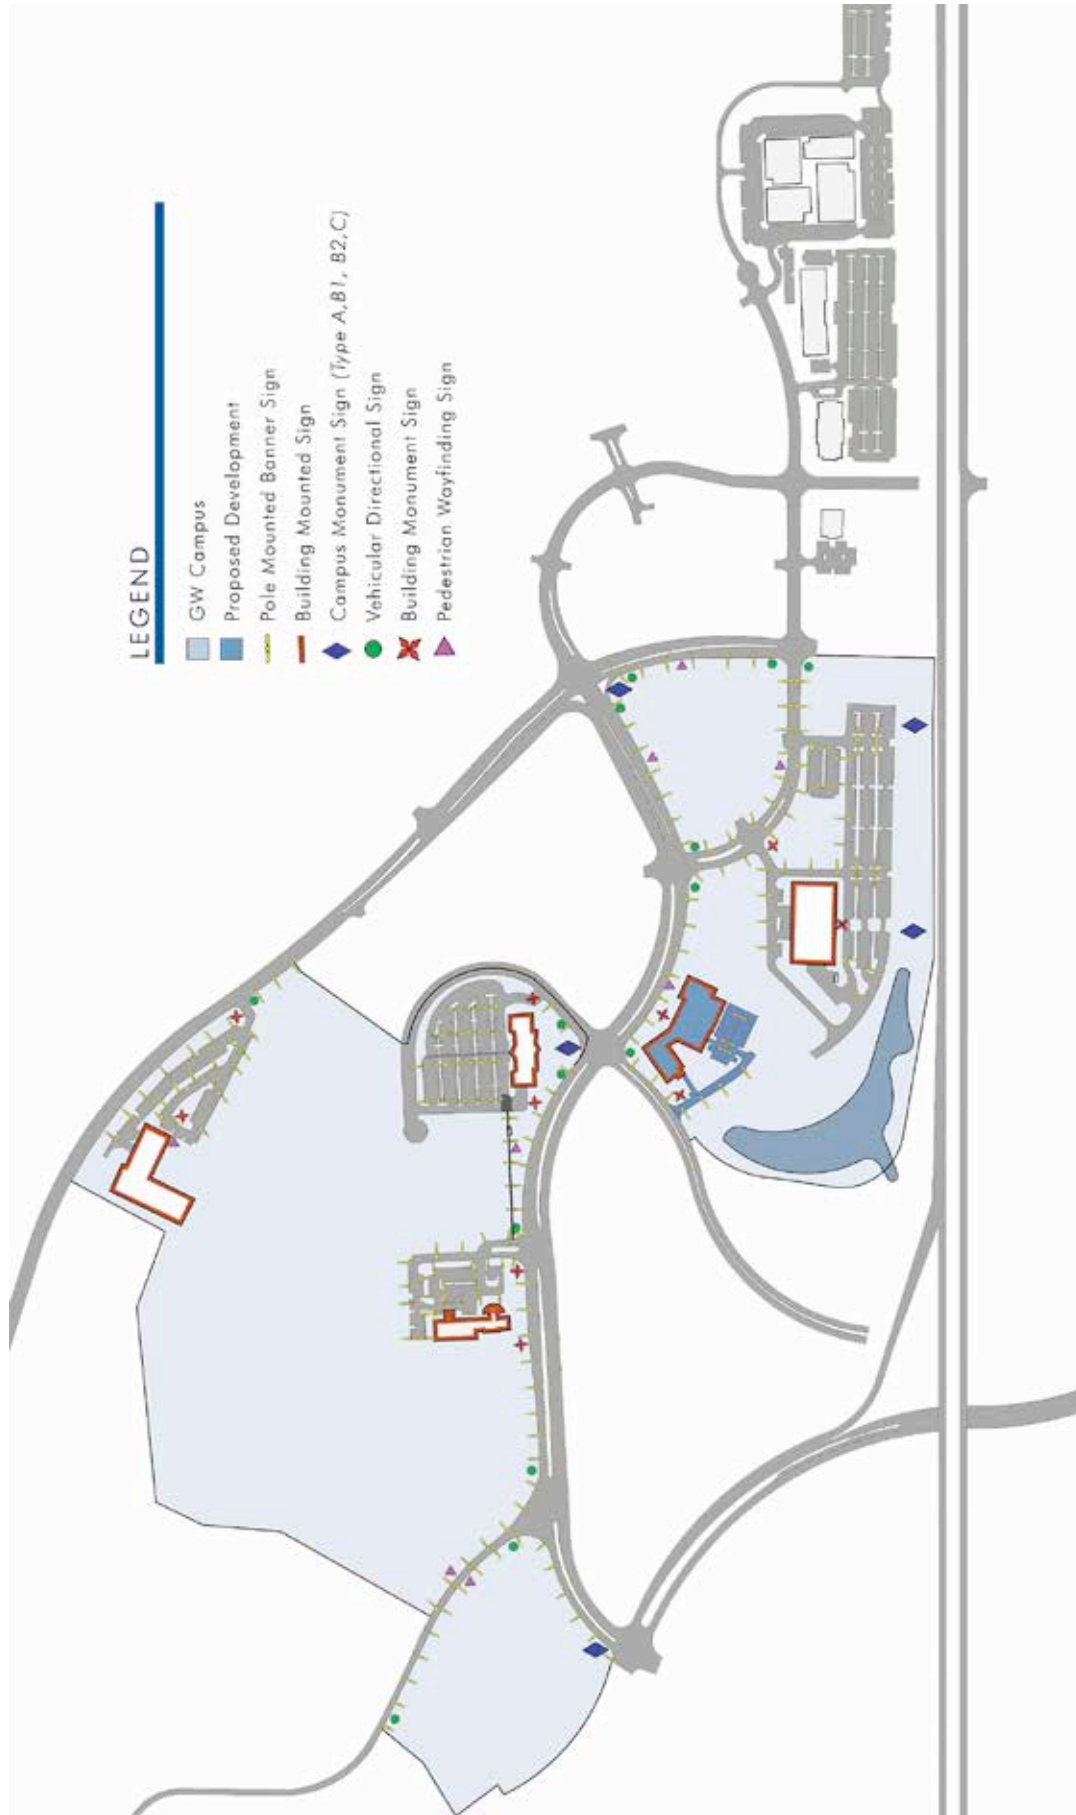 LEGEND
GW Campus
Proposed Development
Pole Mounted Banner Sign
Building Mounted Sign
Campus Monument Sign (Type A,B1, B2,C)
Vehicular Directional Sign
Building Monument Sign
Pedestrian Wayfinding Sign